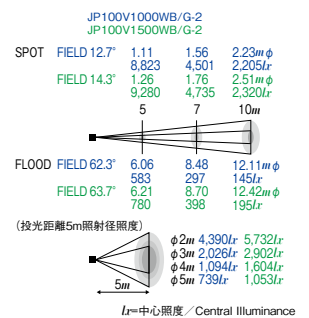 JP100V1000WB/G-2
JP100V1500WB/G-2
SPOT FIELD 12.7° 1.11 1.56 2.23mφ
8,823 4,501 2,205lx
FIELD 14.3° 1.26 1.76 2.51mφ
9,280 4,735 2,320lx
5 7 10m
FLOOD FIELD 62.3° 6.06 8.48 12.11mφ
583 297 145lx
FIELD 63.7° 6.21 8.70 12.42mφ
780 398 195lx
(投光距離5m照射径照度)
φ2m 4,390lx 5,732lx
φ3m 2,026lx 2,902lx
φ4m 1,094lx 1,604lx
φ5m 739lx 1,053lx
5m
lx=中心照度/Central Illuminance